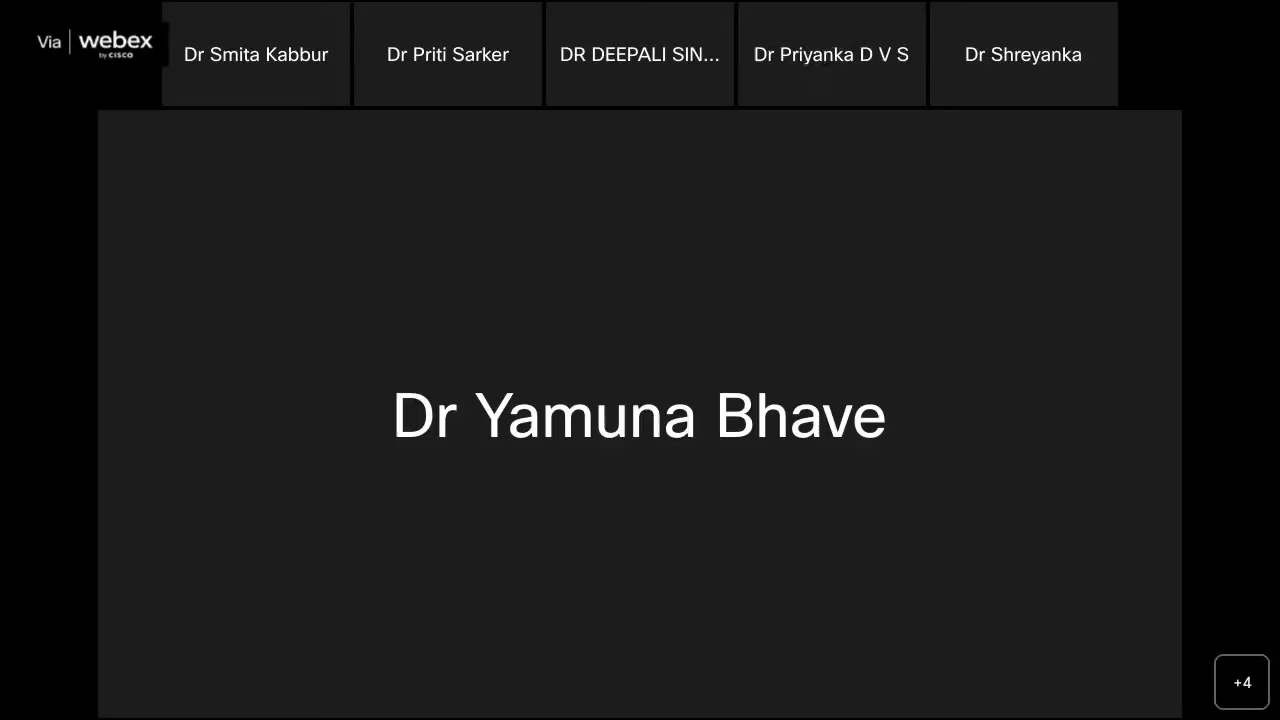 Via | webex
by CISCO
Dr Smita Kabbur
Dr Priti Sarker
DR DEEPALI SIN...
Dr Priyanka D V S
Dr Shreyanka
Dr Yamuna Bhave
+4